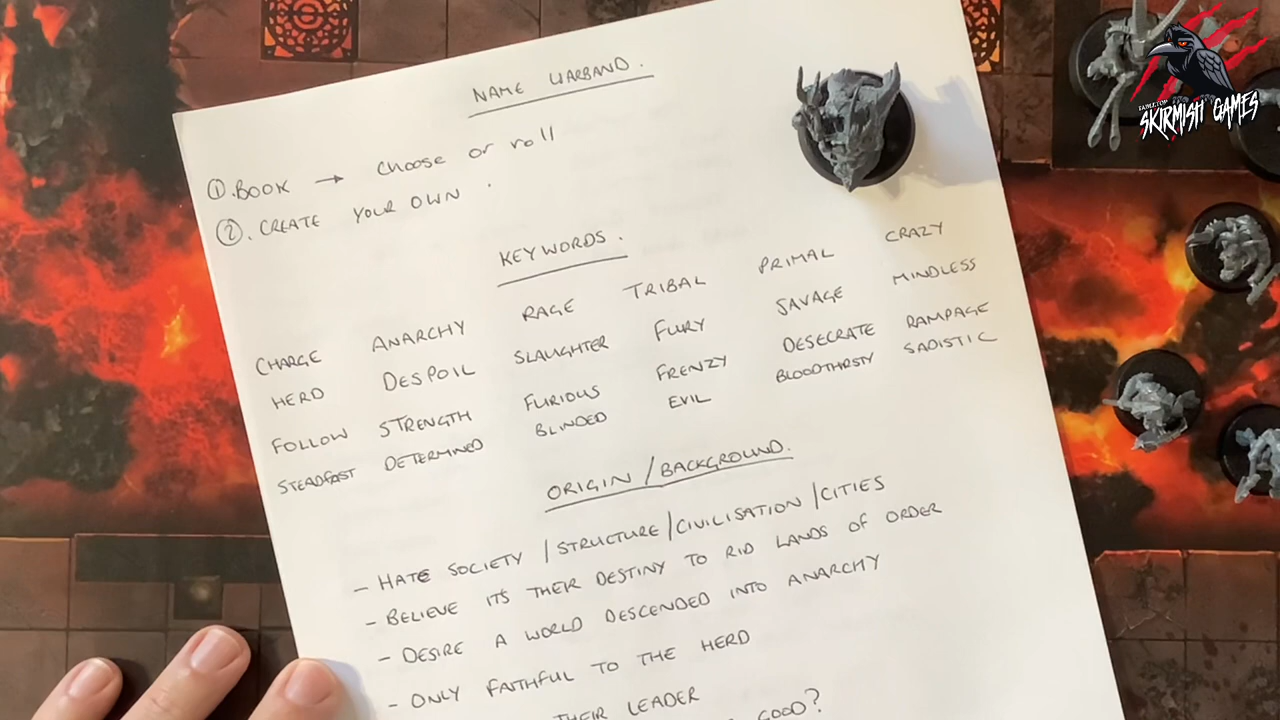 NAME WARBAND.
①.BOOK → Choose or roll
②. CREATE YOUR OWN.
KEYWORDS.
CHARGE ANARCHY RAGE TRIBAL PRIMAL CRAZY
HERD DESPOIL SLAUGHTER FURY SAVAGE MINDLESS
FOLLOW STRENGTH FURIOUS FRENZY DESECRATE RAMPAGE
STEADFAST DETERMINED BLINDED EVIL BLOODTHIRSTY SADISTIC
ORIGIN / BACKGROUND.
- HATE SOCIETY / STRUCTURE / CIVILISATION / CITIES
- BELIEVE IT'S THEIR DESTINY TO RID LANDS OF ORDER
- DESIRE A WORLD DESCENDED INTO ANARCHY
- ONLY FAITHFUL TO THE HERD
THEIR LEADER
GOOD?
TABLETOP
SKIRMISH GAMES